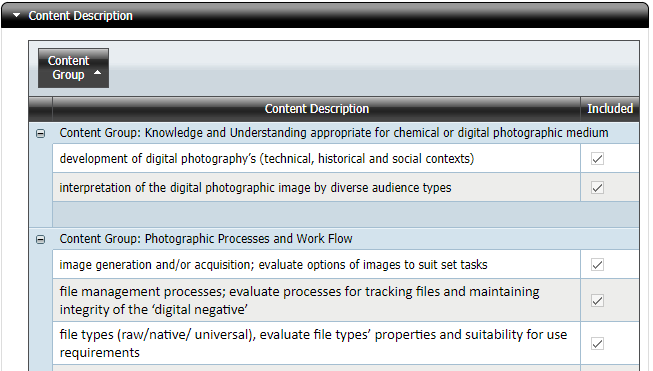 Content Description
Content
Group
Content Description Included
Content Group: Knowledge and Understanding appropriate for chemical or digital photographic medium
development of digital photography's (technical, historical and social contexts)
interpretation of the digital photographic image by diverse audience types
Content Group: Photographic Processes and Work Flow
image generation and/or acquisition; evaluate options of images to suit set tasks
file management processes; evaluate processes for tracking files and maintaining
integrity of the ‘digital negative’
file types (raw/native/ universal), evaluate file types’ properties and suitability for use
requirements